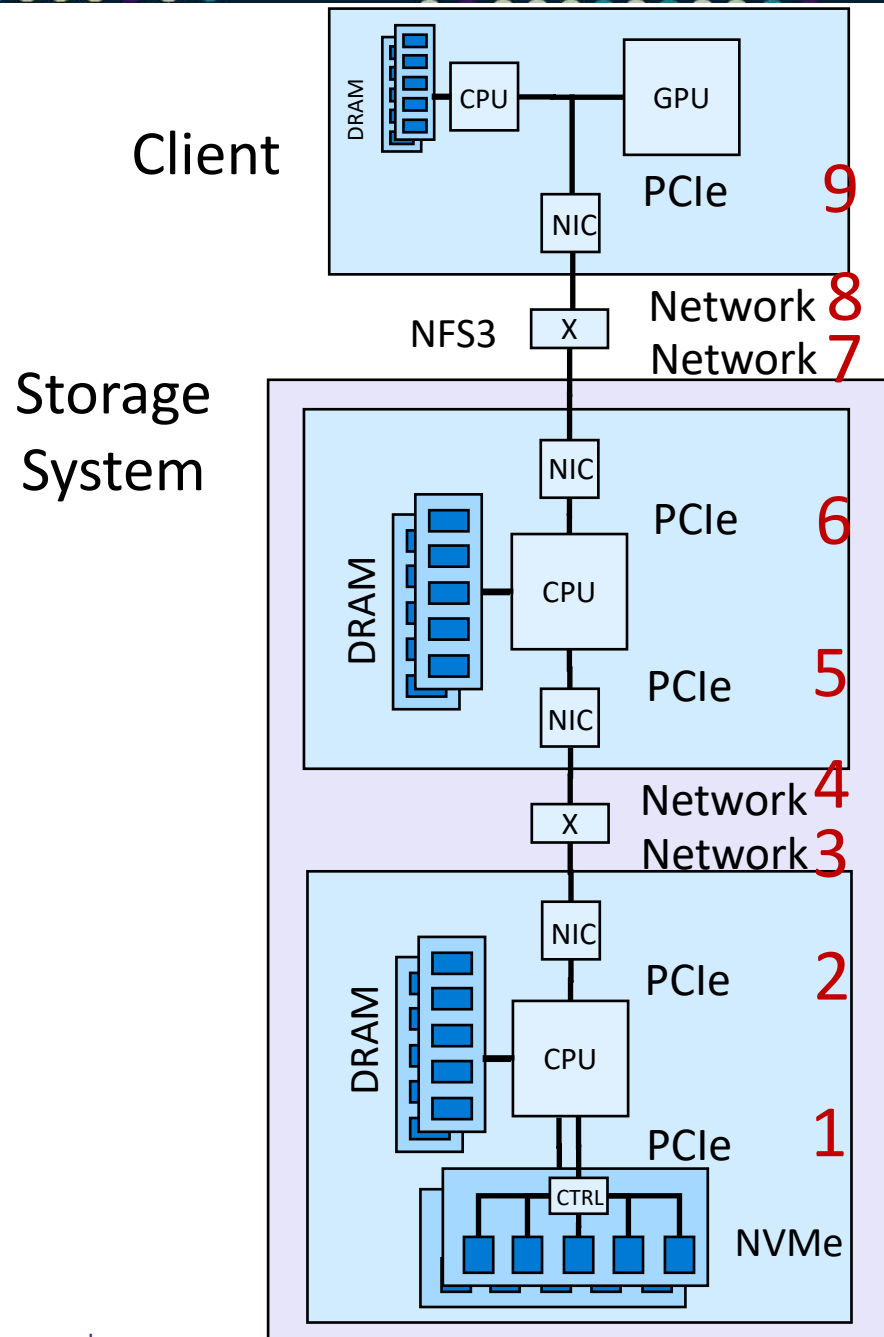 DRAM
CPU
GPU
Client
PCIe 9
NIC
Network 8
NFS3
X
Network 7
Storage
System
NIC
PCIe 6
DRAM
CPU
PCIe 5
NIC
Network 4
X
Network 3
NIC
PCIe 2
DRAM
CPU
PCIe 1
CTRL
NVMe